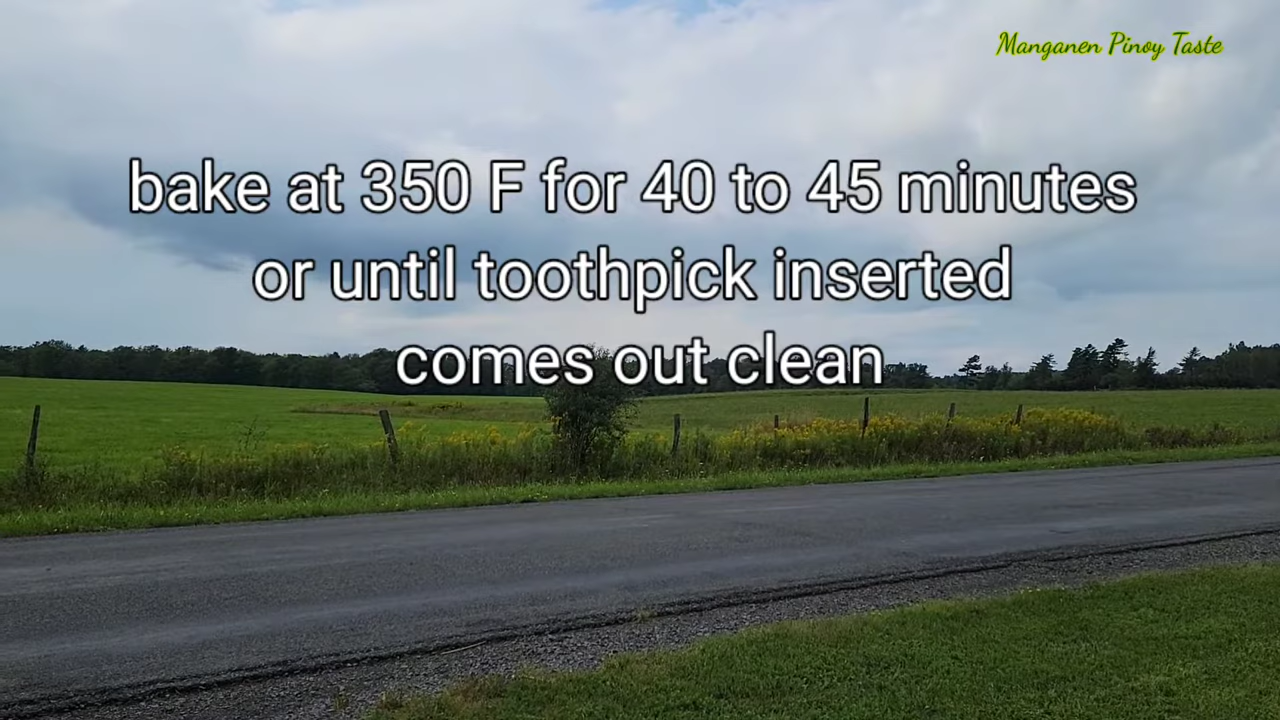 Manganen Pinoy Taste
bake at 350 F for 40 to 45 minutes
or until toothpick inserted
comes out clean